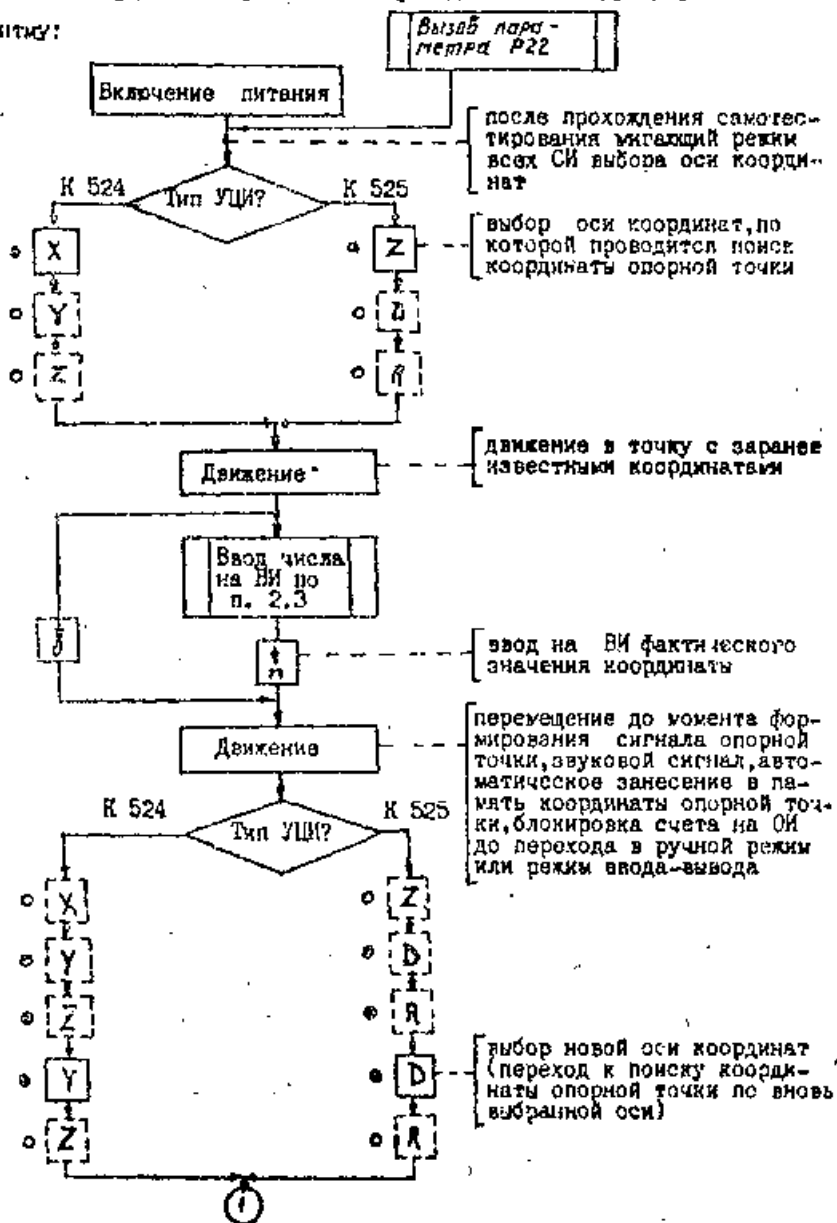 итму:
Вызов пара-
метра P22
Включение питания
после прохождения самотес-
тирования мигающий режим
всех СИ выбора оси коорди-
нат
К 524
Тип УЦИ?
К 525
X
Y
Z
Z
D
R
выбор оси координат, по
которой проводится поиск
координаты опорной точки
Движение
движение в точку с заранее
известными координатами
Ввод числа
на ВИ по
п. 2.3
ввод на ВИ фактического
значения координаты
Движение
перемещение до момента фор-
мирования сигнала опорной
точки, звуковой сигнал, авто-
матическое занесение в па-
мять координаты опорной точ-
ки, блокировка счета на ОИ
до перехода в ручной режим
или режим ввода-вывода
К 524
Тип УЦИ?
К 525
X
Y
Z
Y
Z
Z
D
R
D
R
выбор новой оси координат
(переход к поиску коорди-
наты опорной точки по вновь
выбранной оси)
1